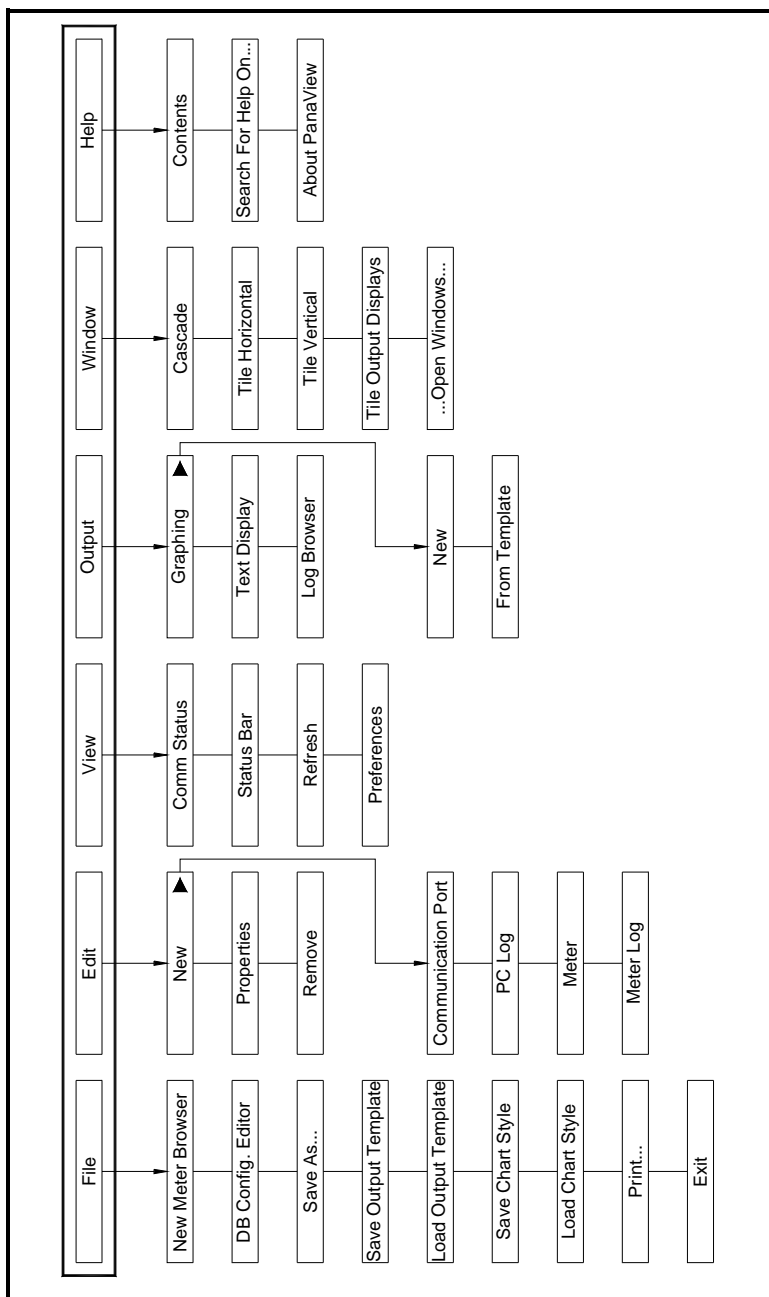 File
Edit
View
Output
Window
Help
New Meter Browser
DB Config. Editor
Save As...
Save Output Template
Load Output Template
Save Chart Style
Load Chart Style
Print...
Exit
New
Properties
Remove
Communication Port
PC Log
Meter
Meter Log
Comm Status
Status Bar
Refresh
Preferences
Graphing
Text Display
Log Browser
New
From Template
Cascade
Tile Horizontal
Tile Vertical
Tile Output Displays
...Open Windows...
Contents
Search For Help On...
About PanaView